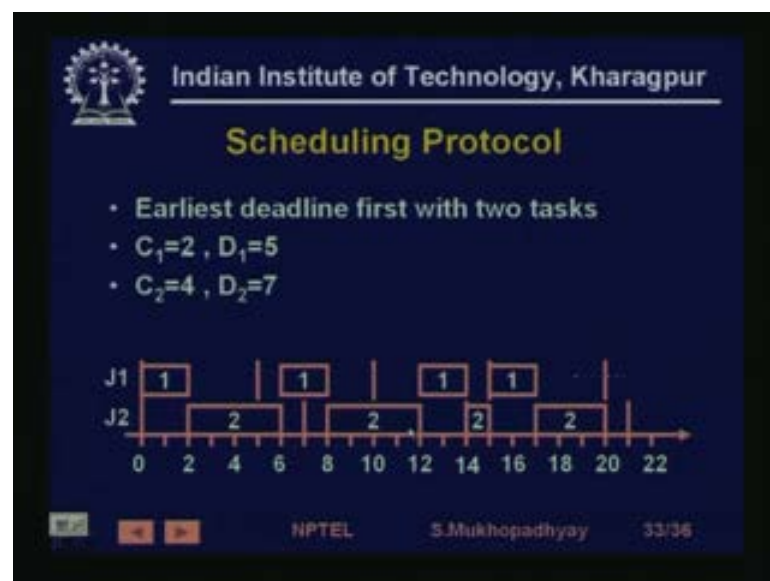 Indian Institute of Technology, Kharagpur
Scheduling Protocol
• Earliest deadline first with two tasks
• C₁=2 , D₁=5
• C₂=4 , D₂=7
J1 1 1 1 1
J2 2 2 2 2
0 2 4 6 8 10 12 14 16 18 20 22
NPTEL S.Mukhopadhyay 33/36